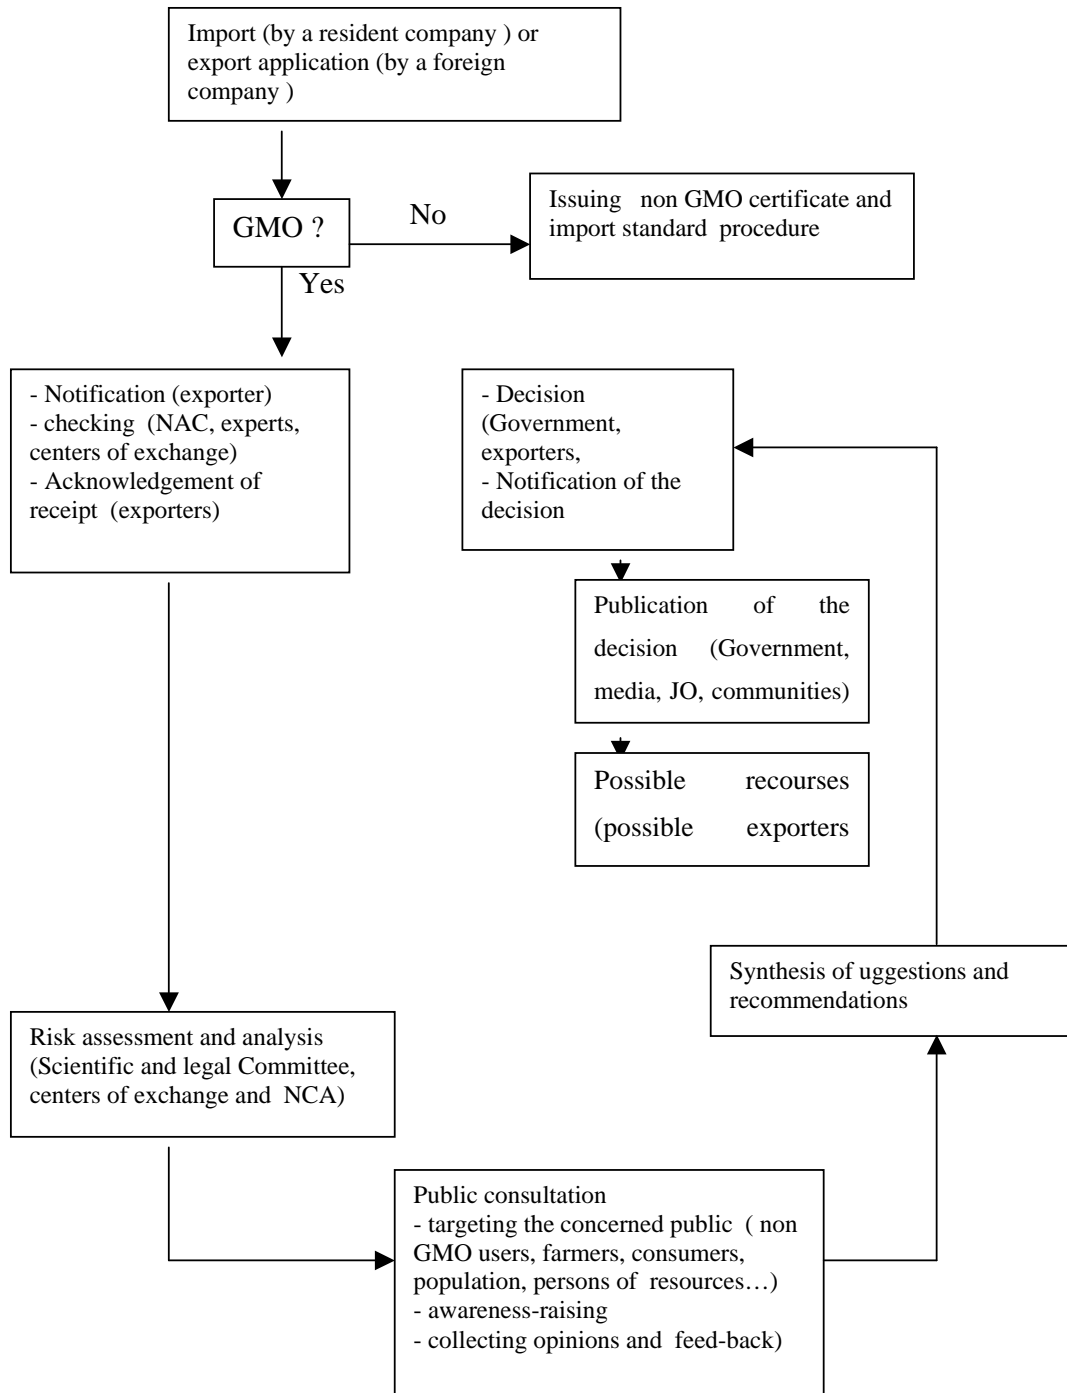 Import (by a resident company ) or
export application (by a foreign
company )
GMO ?
No
Issuing non GMO certificate and
import standard procedure
Yes
- Notification (exporter)
- checking (NAC, experts,
centers of exchange)
- Acknowledgement of
receipt (exporters)
- Decision
(Government,
exporters,
- Notification of the
decision
Publication of the
decision (Government,
media, JO, communities)
Possible recourses
(possible exporters
Synthesis of uggestions and
recommendations
Risk assessment and analysis
(Scientific and legal Committee,
centers of exchange and NCA)
Public consultation
- targeting the concerned public ( non
GMO users, farmers, consumers,
population, persons of resources…)
- awareness-raising
- collecting opinions and feed-back)